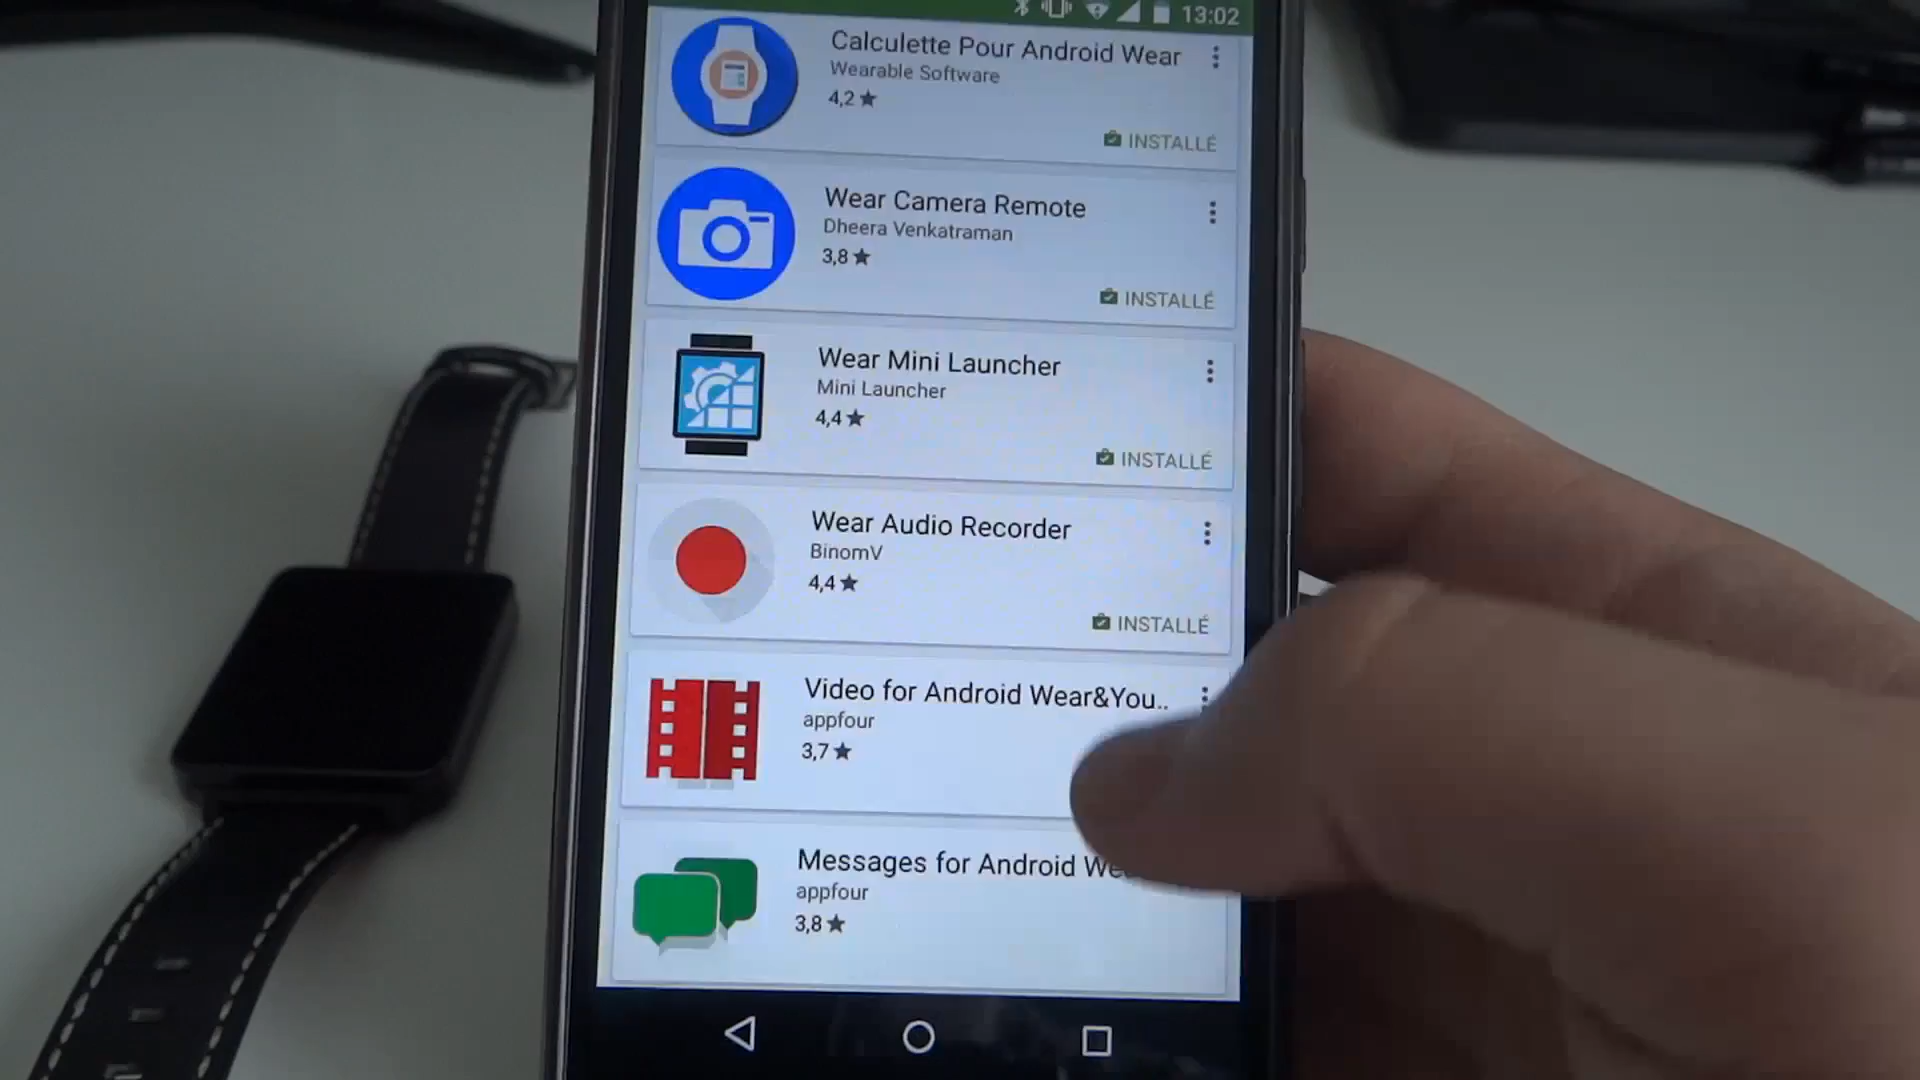 13:02
Calculette Pour Android Wear
Wearable Software
4,2
INSTALLÉ
Wear Camera Remote
Dheera Venkatraman
3,8
INSTALLÉ
Wear Mini Launcher
Mini Launcher
4,4
INSTALLÉ
Wear Audio Recorder
BinomV
4,4
INSTALLÉ
Video for Android Wear&You..
appfour
3,7
Messages for Android
appfour
3,8